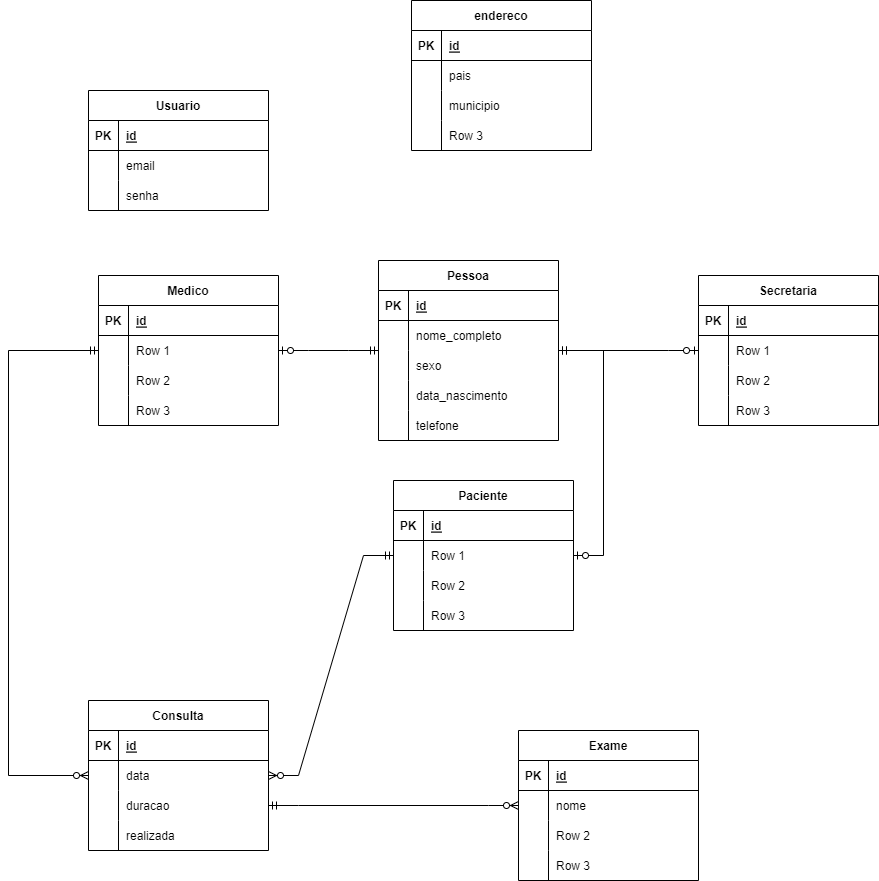 endereco
PK id
pais
municipio
Row 3
Usuario
PK id
email
senha
Medico
PK id
Row 1
Row 2
Row 3
Pessoa
PK id
nome_completo
sexo
data_nascimento
telefone
Secretaria
PK id
Row 1
Row 2
Row 3
Paciente
PK id
Row 1
Row 2
Row 3
Consulta
PK id
data
duracao
realizada
Exame
PK id
nome
Row 2
Row 3